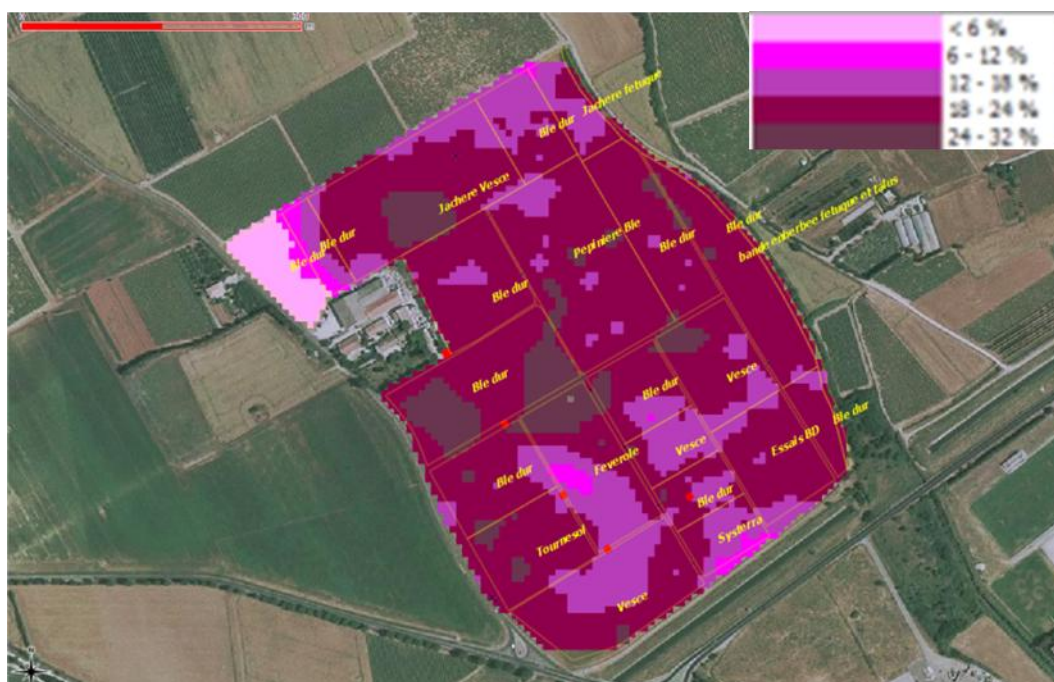 < 6 %
6 - 12 %
12 - 18 %
18 - 24 %
24 - 32 %
Jachere fetuque
Ble dur
Jachere Vesce
Ble dur
Ble dur
Pepiniere Ble
Ble dur
Ble dur
bande enherbee fetuque et talus
Ble dur
Ble dur
Ble dur
Vesce
Ble dur
Vesce
Essais BD
Ble dur
Feverole
Ble dur
Systerra
Tournesol
Vesce